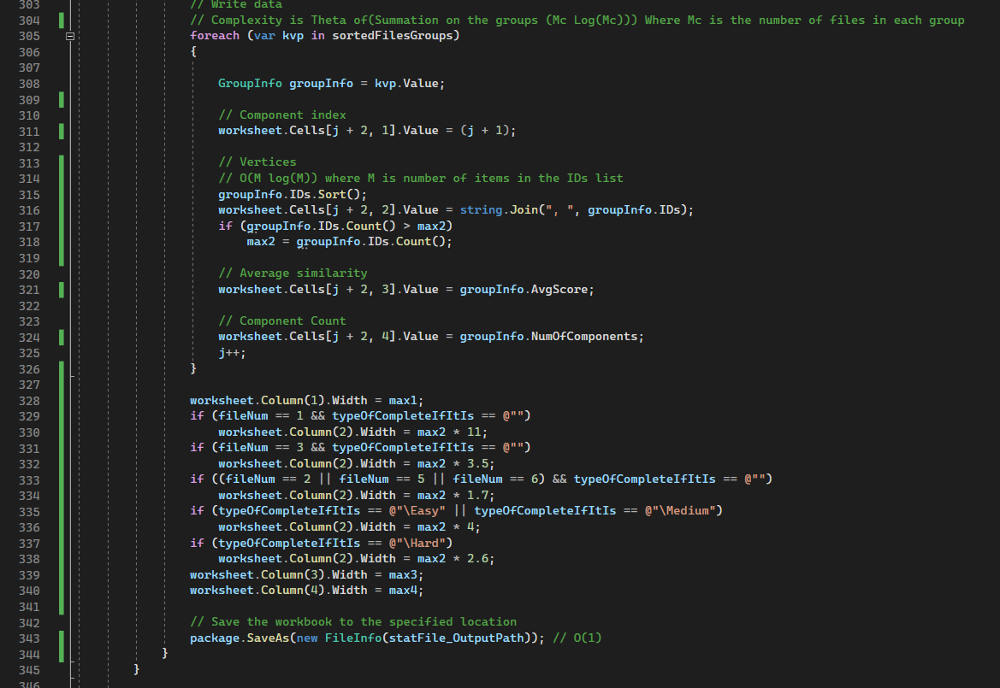 303 // Write data
304 // Complexity is Theta of(Summation on the groups (Mc Log(Mc))) Where Mc is the number of files in each group
305 foreach (var kvp in sortedFilesGroups)
306 {
307
308 GroupInfo groupInfo = kvp.Value;
309
310 // Component index
311 worksheet.Cells[j + 2, 1].Value = (j + 1);
312
313 // Vertices
314 // O(M log(M)) where M is number of items in the IDs list
315 groupInfo.IDs.Sort();
316 worksheet.Cells[j + 2, 2].Value = string.Join(", ", groupInfo.IDs);
317 if (groupInfo.IDs.Count() > max2)
318 max2 = groupInfo.IDs.Count();
319
320 // Average similarity
321 worksheet.Cells[j + 2, 3].Value = groupInfo.AvgScore;
322
323 // Component Count
324 worksheet.Cells[j + 2, 4].Value = groupInfo.NumOfComponents;
325 j++;
326 }
327
328 worksheet.Column(1).Width = max1;
329 if (fileNum == 1 && typeOfCompleteIfItIs == @"")
330 worksheet.Column(2).Width = max2 * 11;
331 if (fileNum == 3 && typeOfCompleteIfItIs == @"")
332 worksheet.Column(2).Width = max2 * 3.5;
333 if ((fileNum == 2 || fileNum == 5 || fileNum == 6) && typeOfCompleteIfItIs == @"")
334 worksheet.Column(2).Width = max2 * 1.7;
335 if (typeOfCompleteIfItIs == @"\Easy" || typeOfCompleteIfItIs == @"\Medium")
336 worksheet.Column(2).Width = max2 * 4;
337 if (typeOfCompleteIfItIs == @"\Hard")
338 worksheet.Column(2).Width = max2 * 2.6;
339 worksheet.Column(3).Width = max3;
340 worksheet.Column(4).Width = max4;
341
342 // Save the workbook to the specified location
343 package.SaveAs(new FileInfo(statFile_OutputPath)); // O(1)
344 }
345 }
346